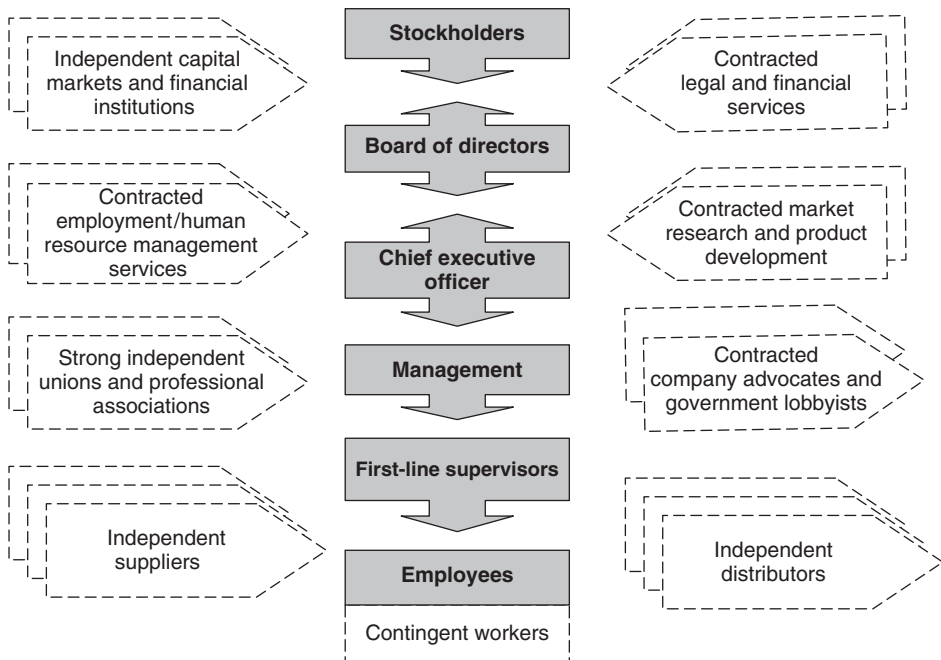 Stockholders
Independent capital
markets and financial
institutions
Contracted
legal and financial
services
Board of directors
Contracted
employment/human
resource management
services
Chief executive
officer
Contracted market
research and product
development
Strong independent
unions and professional
associations
Management
Contracted
company advocates and
government lobbyists
First-line supervisors
Independent
suppliers
Employees
Independent
distributors
Contingent workers